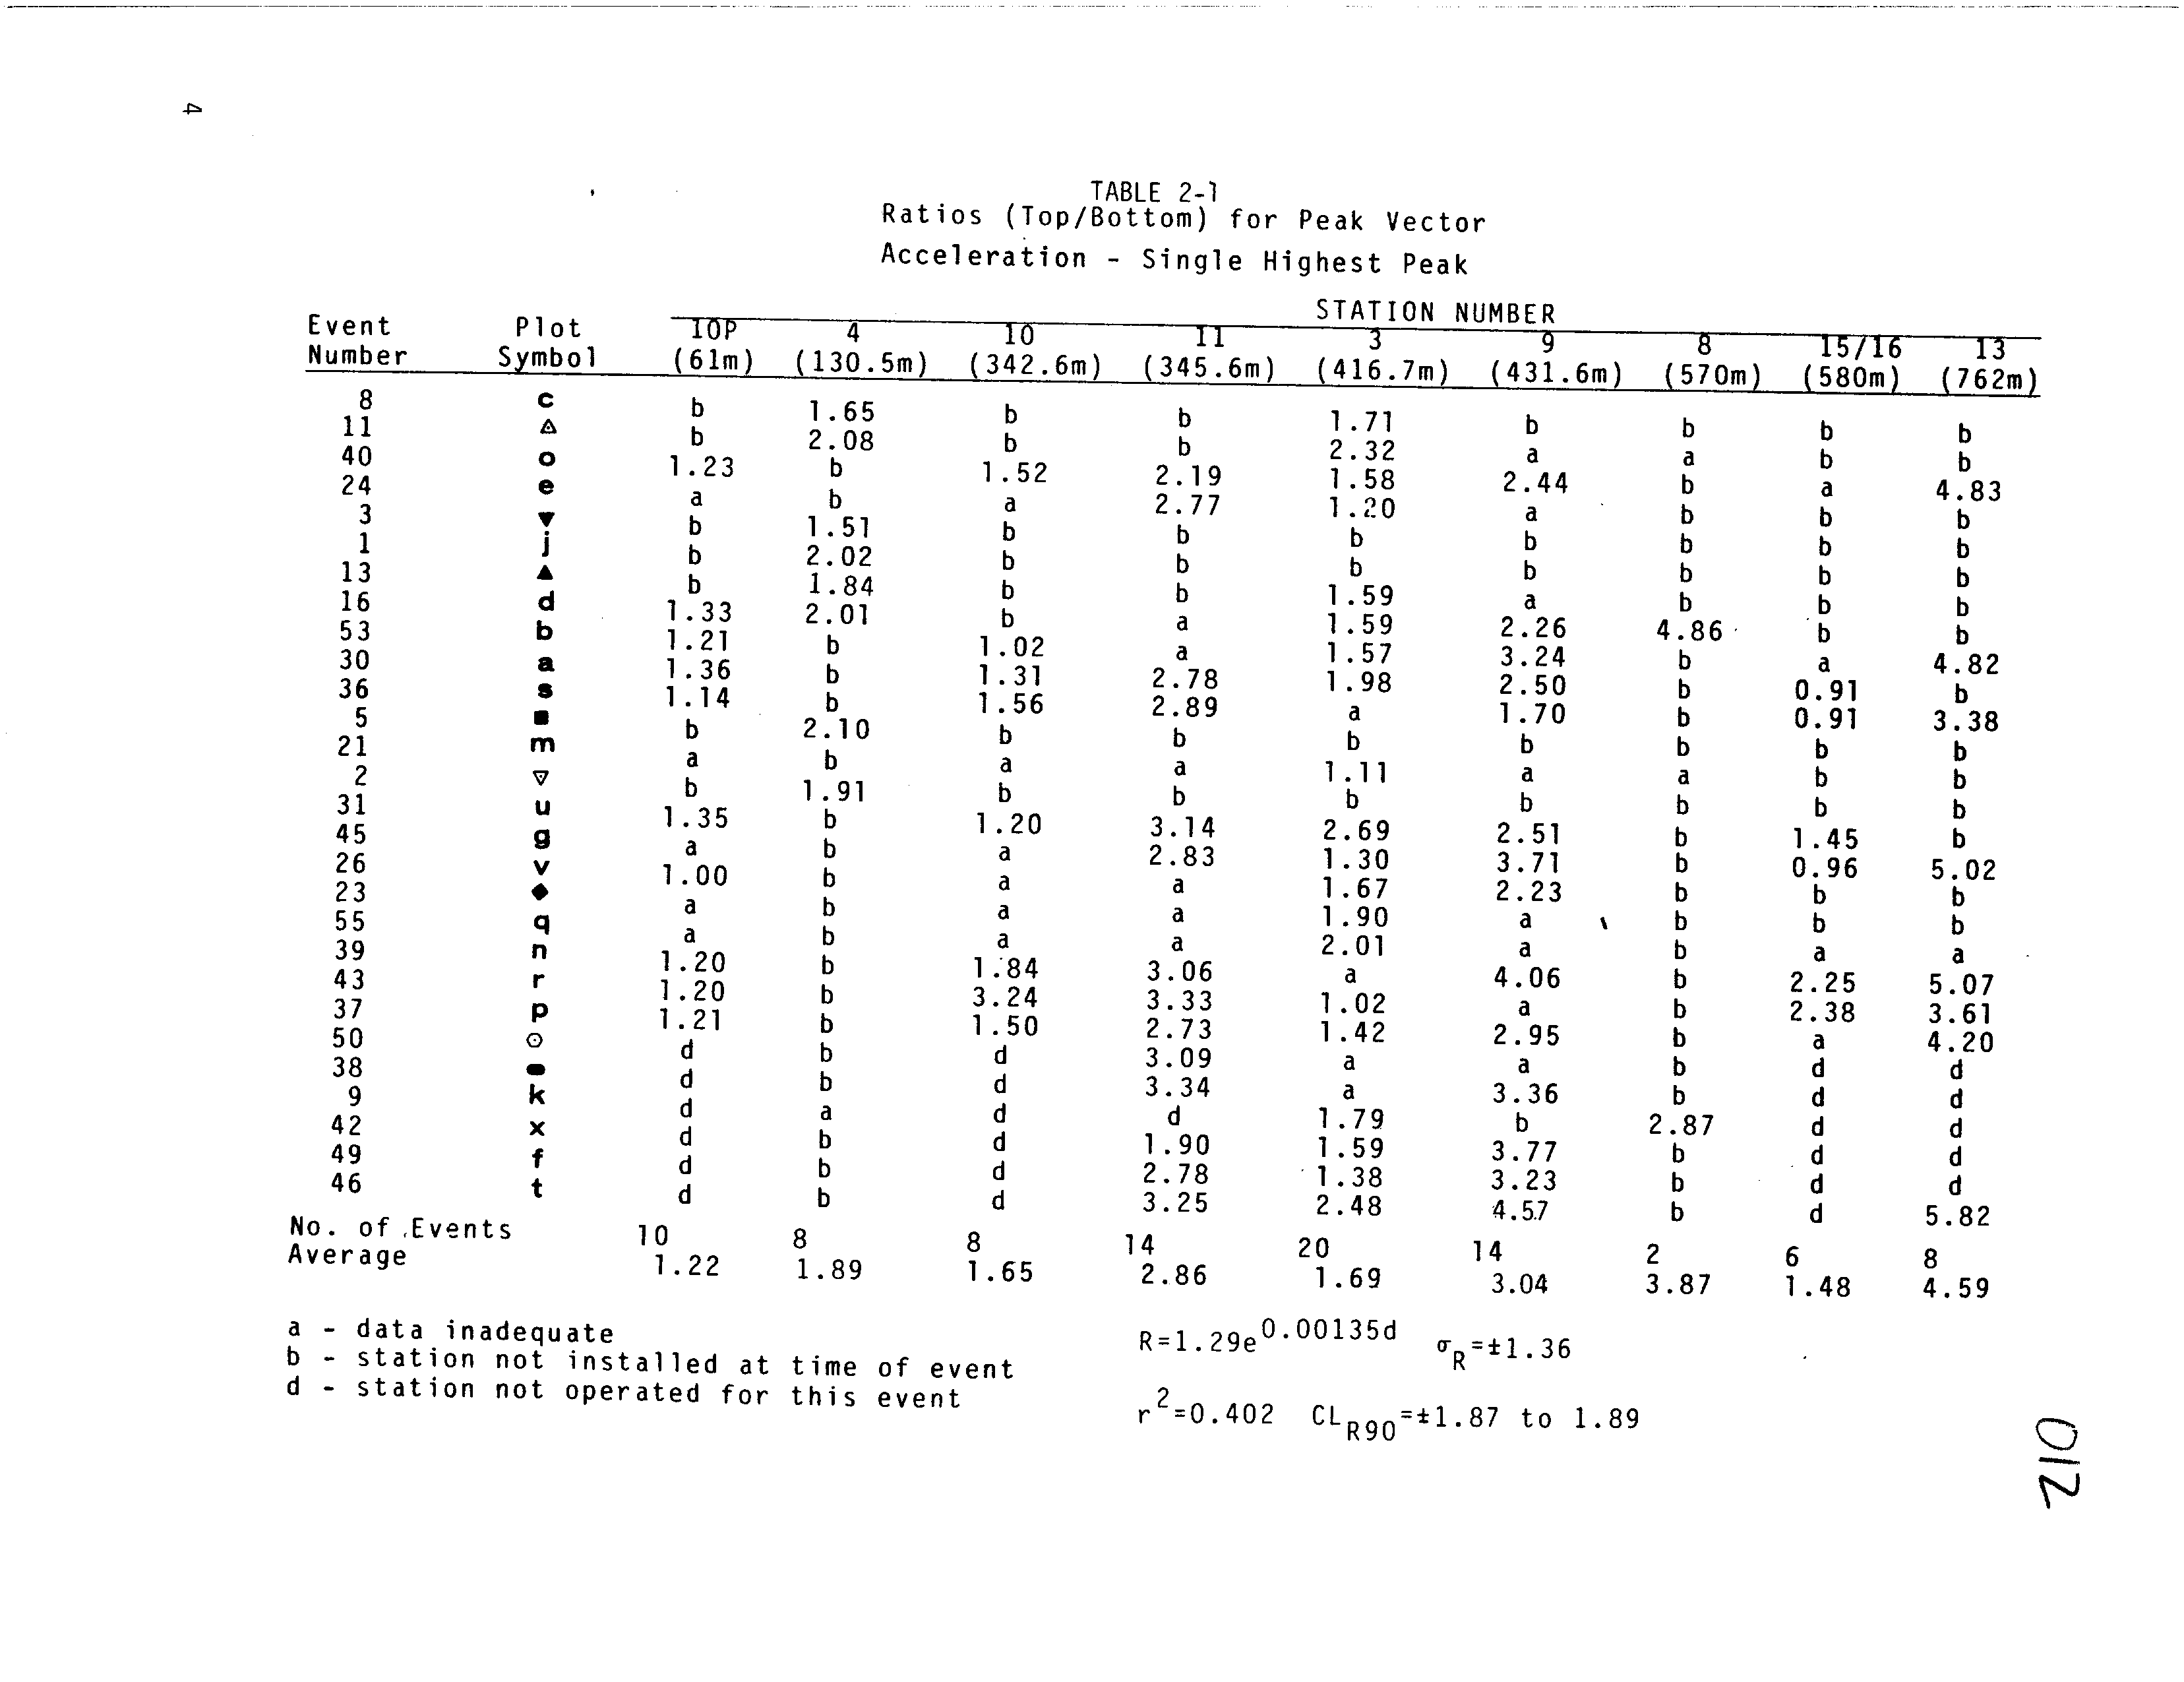 4
TABLE 2-1
Ratios (Top/Bottom) for Peak Vector
Acceleration - Single Highest Peak
STATION NUMBER
Event Plot IOP 4 10 11 3 9 8 15/16 13
Number Symbol (61m) (130.5m) (342.6m) (345.6m) (416.7m) (431.6m) (570m) (580m) (762m)
8 c b 1.65 b b 1.71 b b b b
11 ◬ b 2.08 b b 2.32 a a b b
40 o 1.23 b 1.52 2.19 1.58 2.44 b a 4.83
24 e a b a 2.77 1.20 a b b b
3 ▼ b 1.51 b b b b b b b
1 j b 2.02 b b b b b b b
13 ▲ b 1.84 b b 1.59 a b b b
16 d 1.33 2.01 b a 1.59 2.26 4.86 b b
53 b 1.21 b 1.02 a 1.57 3.24 b a 4.82
30 a 1.36 b 1.31 2.78 1.98 2.50 b 0.91 b
36 s 1.14 b 1.56 2.89 a 1.70 b 0.91 3.38
5 ■ b 2.10 b b b b b b b
21 m a b a a 1.11 a a b b
2 ▽ b 1.91 b b b b b b b
31 u 1.35 b 1.20 3.14 2.69 2.51 b 1.45 b
45 g a b a 2.83 1.30 3.71 b 0.96 5.02
26 v 1.00 b a a 1.67 2.23 b b b
23 ◆ a b a a 1.90 a b b b
55 q a b a a 2.01 a b a a
39 n 1.20 b 1.84 3.06 a 4.06 b 2.25 5.07
43 r 1.20 b 3.24 3.33 1.02 a b 2.38 3.61
37 p 1.21 b 1.50 2.73 1.42 2.95 b a 4.20
50 ⊙ d b d 3.09 a a b d d
38 ● d b d 3.34 a 3.36 b d d
9 k d a d d 1.79 b 2.87 d d
42 x d b d 1.90 1.59 3.77 b d d
49 f d b d 2.78 1.38 3.23 b d d
46 t d b d 3.25 2.48 4.57 b d 5.82
No. of Events 10 8 8 14 20 14 2 6 8
Average 1.22 1.89 1.65 2.86 1.69 3.04 3.87 1.48 4.59
a - data inadequate
b - station not installed at time of event
d - station not operated for this event
R=1.29e^0.00135d σR=±1.36
r²=0.402 CLR90=±1.87 to 1.89
012